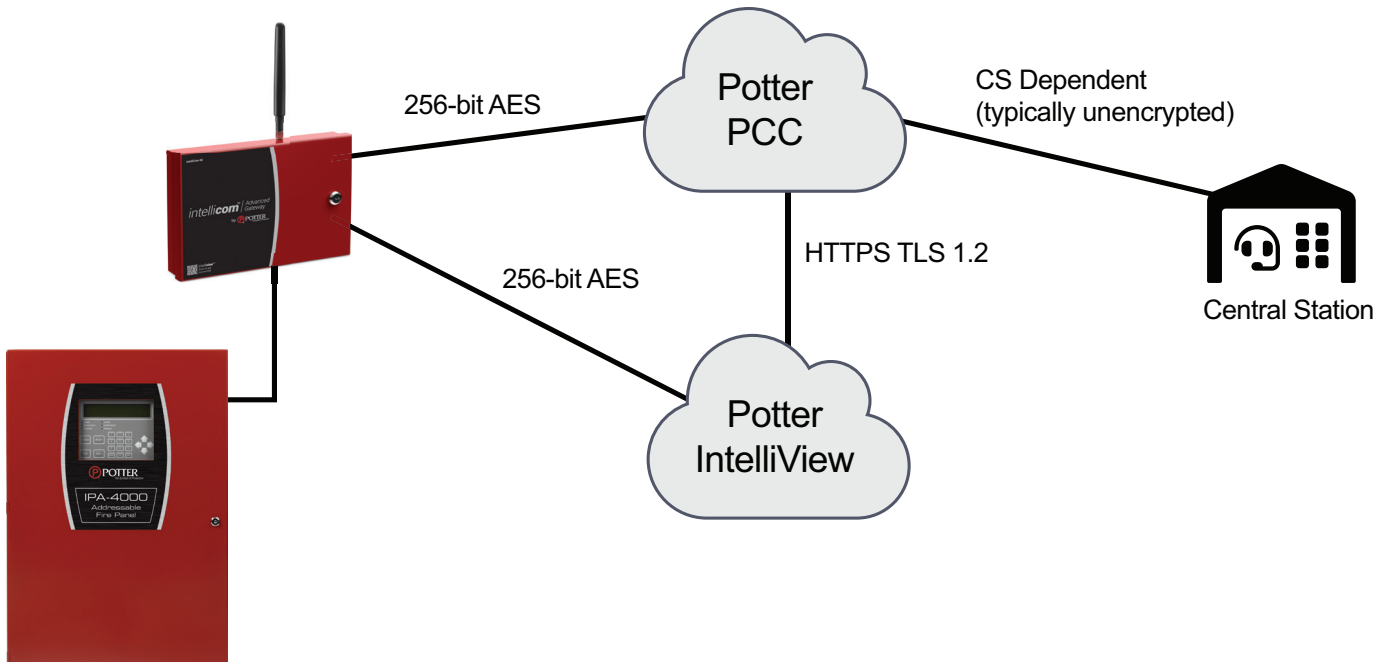 256-bit AES
Potter
PCC
CS Dependent
(typically unencrypted)
intellicom
Advanced
Gateway
by POTTER
256-bit AES
HTTPS TLS 1.2
Central Station
Potter
IntelliView
POTTER
IPA-4000
Addressable
Fire Panel